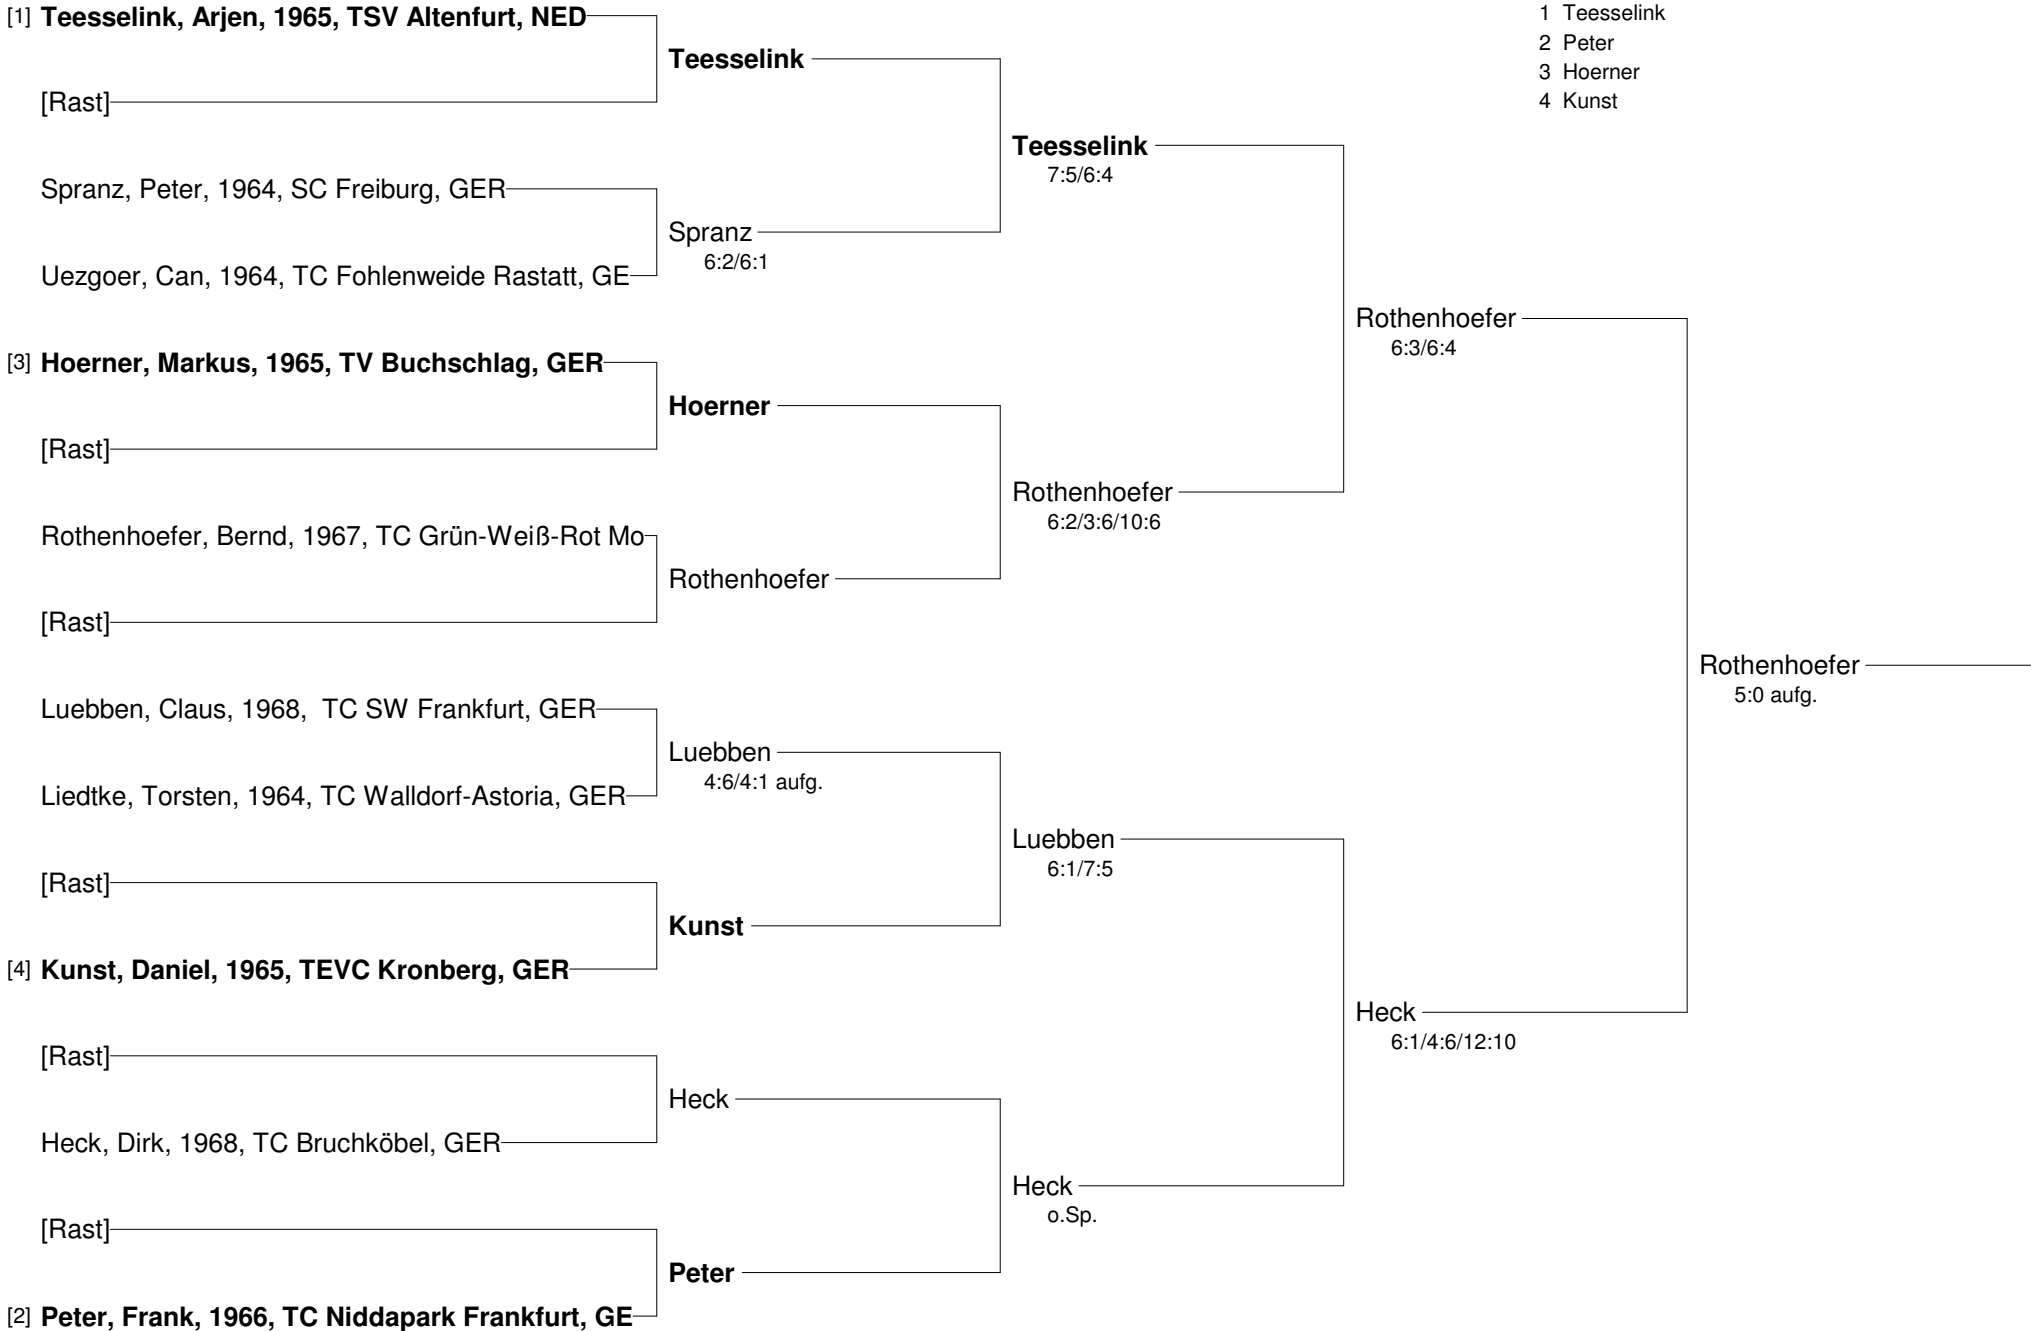 [1] Teesselink, Arjen, 1965, TSV Altenfurt, NED
[Rast]
Spranz, Peter, 1964, SC Freiburg, GER
Uezgoer, Can, 1964, TC Fohlenweide Rastatt, GE
[3] Hoerner, Markus, 1965, TV Buchschlag, GER
[Rast]
Rothenhoefer, Bernd, 1967, TC Grün-Weiß-Rot Mo
[Rast]
Luebben, Claus, 1968, TC SW Frankfurt, GER
Liedtke, Torsten, 1964, TC Walldorf-Astoria, GER
[Rast]
[4] Kunst, Daniel, 1965, TEVC Kronberg, GER
[Rast]
Heck, Dirk, 1968, TC Bruchköbel, GER
[Rast]
[2] Peter, Frank, 1966, TC Niddapark Frankfurt, GE
Teesselink
Spranz
6:2/6:1
Hoerner
Rothenhoefer
Luebben
4:6/4:1 aufg.
Kunst
Heck
Peter
Teesselink
7:5/6:4
Rothenhoefer
6:2/3:6/10:6
Luebben
6:1/7:5
Heck
o.Sp.
Rothenhoefer
6:3/6:4
Heck
6:1/4:6/12:10
Rothenhoefer
5:0 aufg.
1 Teesselink
2 Peter
3 Hoerner
4 Kunst